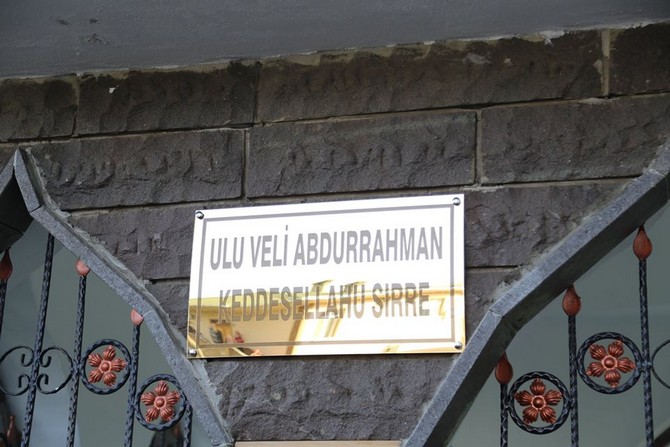 ULU VELİ ABDURRAHMAN
KEDDESELLAHU SIRRE